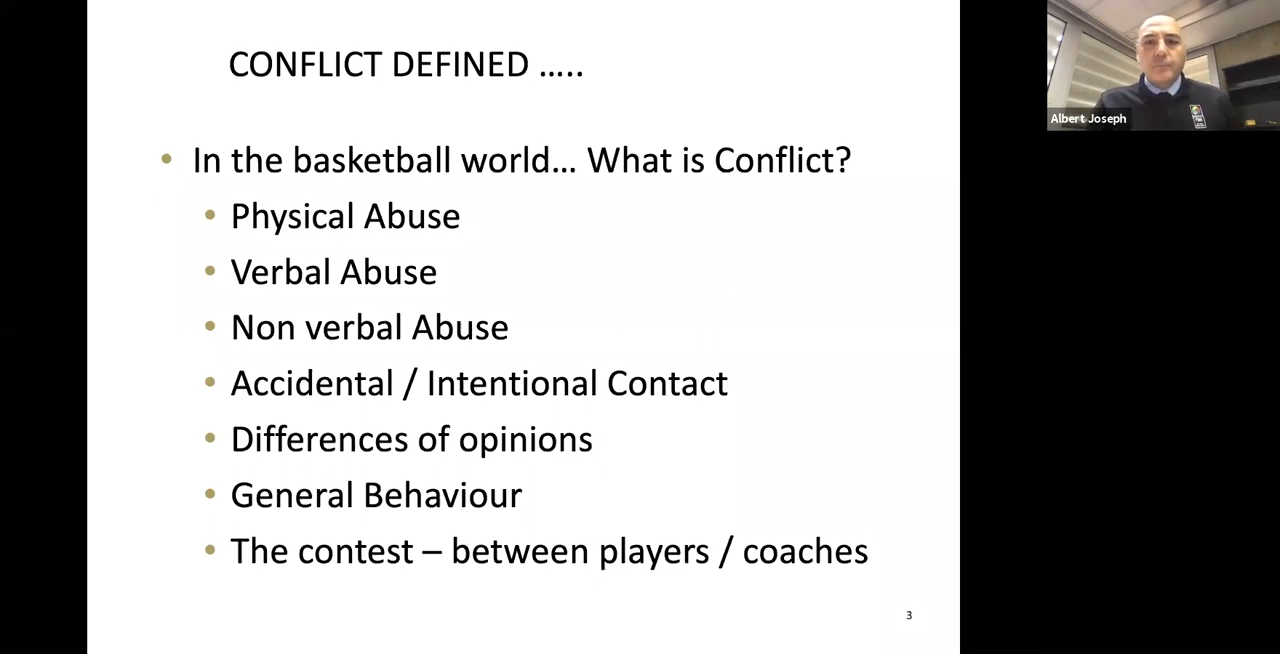 CONFLICT DEFINED …..
• In the basketball world… What is Conflict?
• Physical Abuse
• Verbal Abuse
• Non verbal Abuse
• Accidental / Intentional Contact
• Differences of opinions
• General Behaviour
• The contest – between players / coaches
3
Albert Joseph